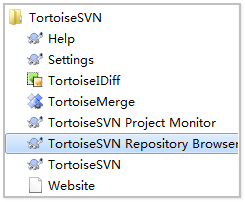 TortoiseSVN
Help
Settings
TortoiseIDiff
TortoiseMerge
TortoiseSVN Project Monitor
TortoiseSVN Repository Browser
TortoiseSVN
Website